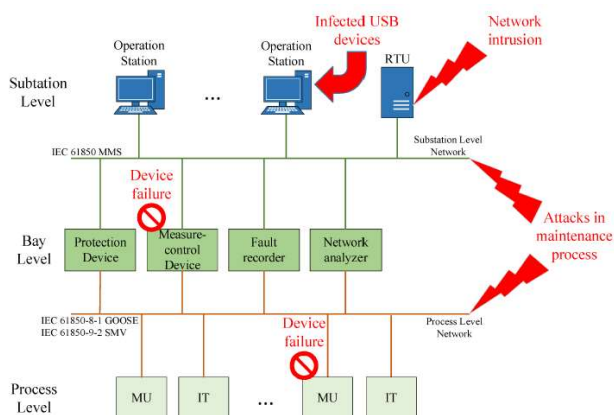 Infected USB
devices
Network
intrusion
Operation
Station
Operation
Station
RTU
Subtation
Level
...
IEC 61850 MMS
Substation Level
Network
Device
failure
Attacks in
maintenance
process
Bay
Level
Protection
Device
Measure-
control
Device
Fault
recorder
Network
analyzer
IEC 61850-8-1 GOOSE
IEC 61850-9-2 SMV
Process Level
Network
Device
failure
Process
Level
MU
IT
...
MU
IT